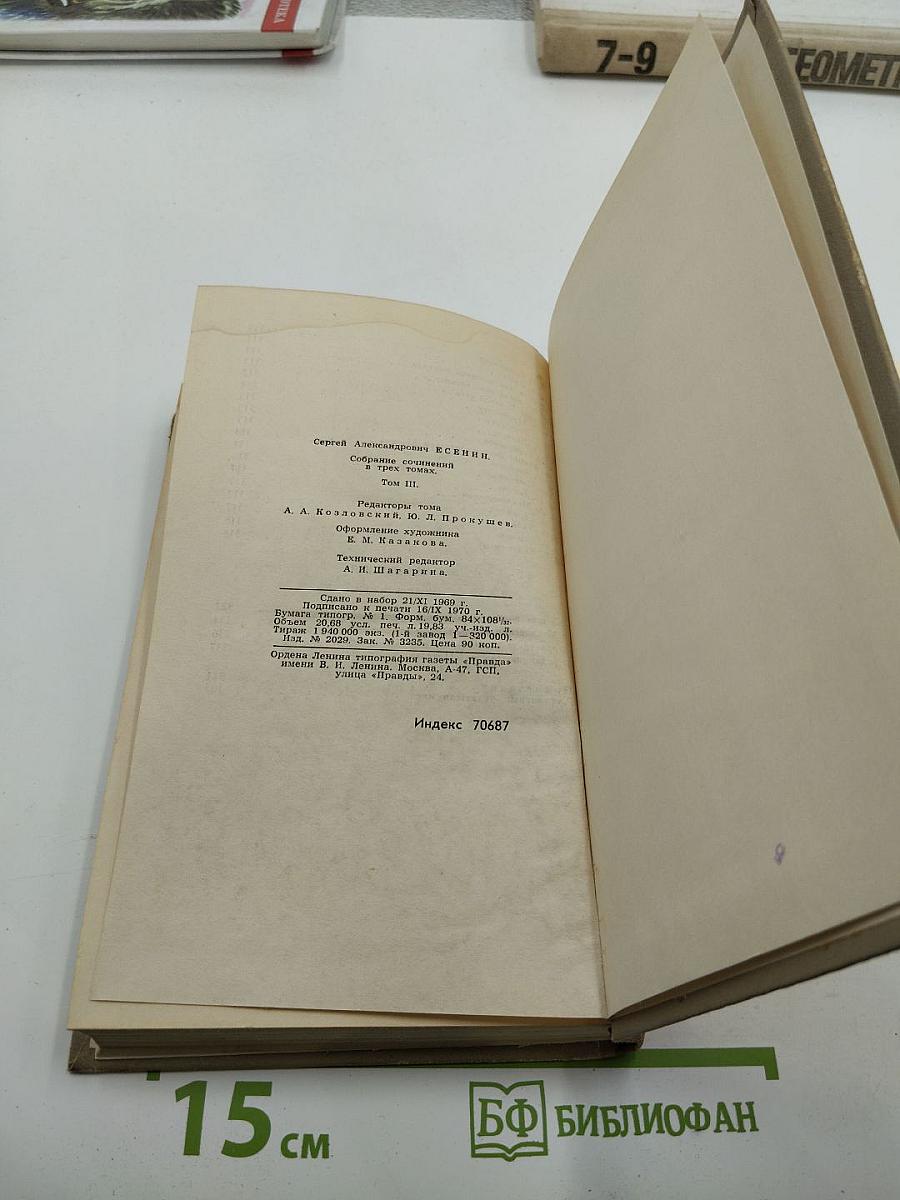 ОТЕКА
7-9
ГЕОМЕТ
Сергей Александрович ЕСЕНИН.
Собрание сочинений
в трех томах.
Том III.
Редакторы тома
А. А. Козловский, Ю. Л. Прокушев.
Оформление художника
Е. М. Казакова.
Технический редактор
А. И. Шагарина.
Сдано в набор 21/XI 1969 г.
Подписано к печати 16/IX 1970 г.
Бумага типогр. № 1. Форм. бум. 84×108¹/₃₂.
Объем 20,68 усл. печ. л. 19,83 уч.-изд. л.
Тираж 1 940 000 экз. (1-й завод 1—320 000).
Изд. № 2029. Зак. № 3235. Цена 90 коп.
Ордена Ленина типография газеты «Правда»
имени В. И. Ленина. Москва, А-47, ГСП,
улица «Правды», 24.
Индекс 70687
15 см
БФ БИБЛИОФАН